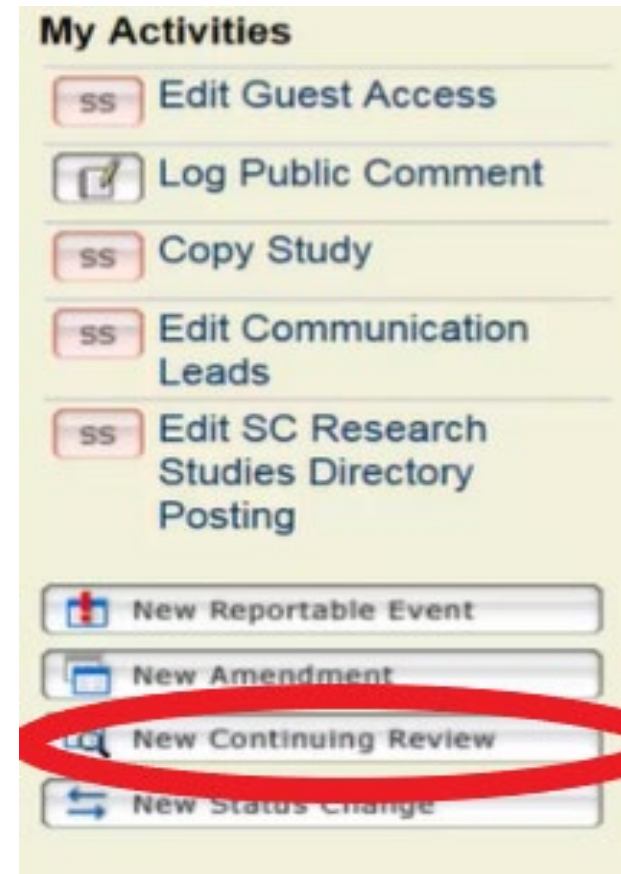 My Activities
ss Edit Guest Access
Log Public Comment
ss Copy Study
ss Edit Communication
Leads
ss Edit SC Research
Studies Directory
Posting
New Reportable Event
New Amendment
New Continuing Review
New Status Change